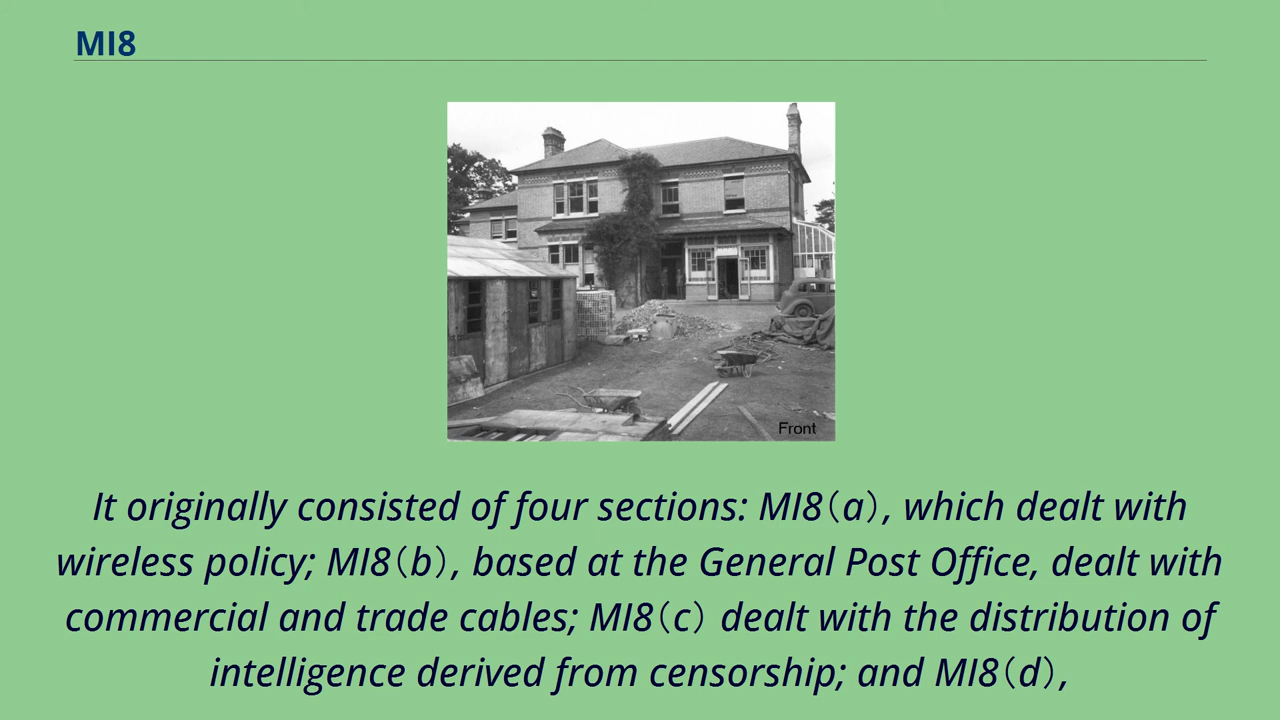 MI8
Front
It originally consisted of four sections: MI8（a）, which dealt with
wireless policy; MI8（b）, based at the General Post Office, dealt with
commercial and trade cables; MI8（c） dealt with the distribution of
intelligence derived from censorship; and MI8（d）,